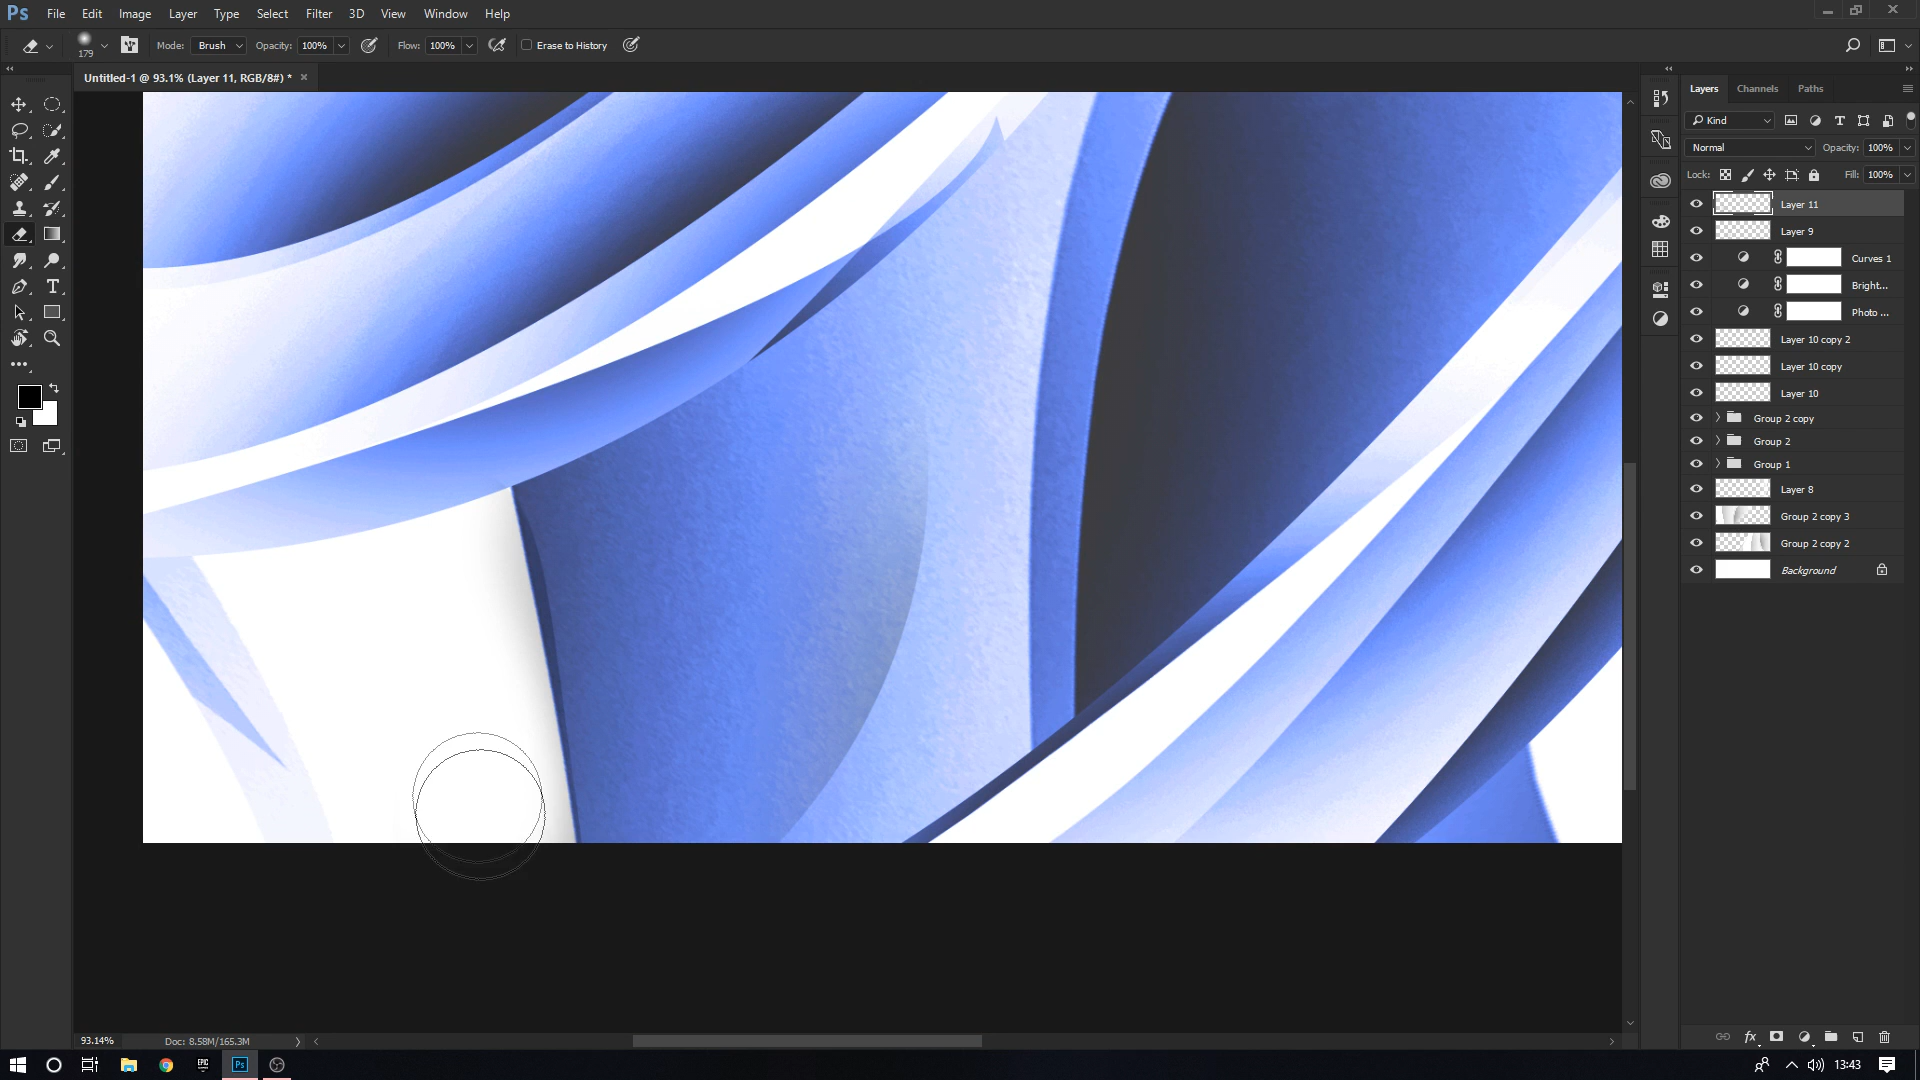 Ps File Edit Image Layer Type Select Filter 3D View Window Help
179 Mode: Brush Opacity: 100% Flow: 100% Erase to History
Untitled-1 @ 93.1% (Layer 11, RGB/8#) * ×
Layers Channels Paths
Kind
Normal Opacity: 100%
Lock: Fill: 100%
Layer 11
Layer 9
Curves 1
Bright...
Photo ...
Layer 10 copy 2
Layer 10 copy
Layer 10
Group 2 copy
Group 2
Group 1
Layer 8
Group 2 copy 3
Group 2 copy 2
Background
93.14% Doc: 8.58M/165.3M
fx
EPIC Ps 13:43